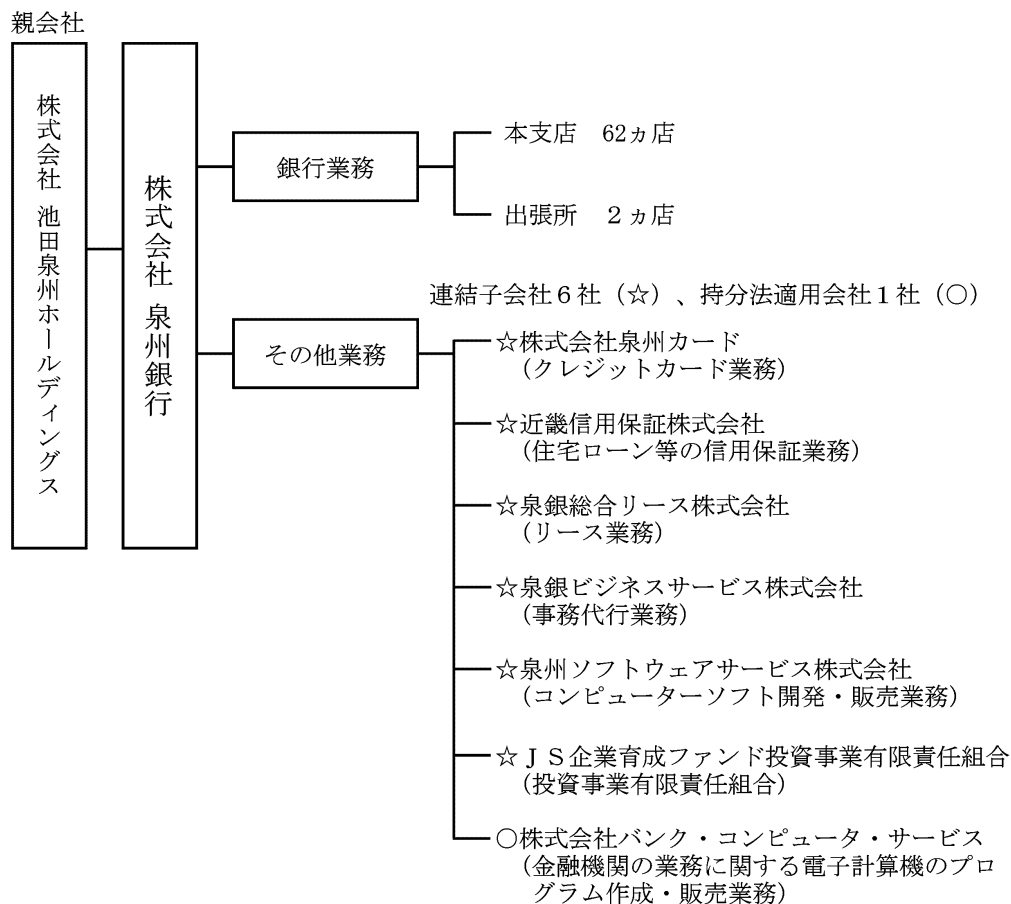 親会社
株式会社 池田泉州ホールディングス
株式会社 泉州銀行
銀行業務
本支店 62ヵ店
出張所 2ヵ店
連結子会社6社(☆)、持分法適用会社1社(○)
その他業務
☆株式会社泉州カード
(クレジットカード業務)
☆近畿信用保証株式会社
(住宅ローン等の信用保証業務)
☆泉銀総合リース株式会社
(リース業務)
☆泉銀ビジネスサービス株式会社
(事務代行業務)
☆泉州ソフトウェアサービス株式会社
(コンピューターソフト開発・販売業務)
☆JS企業育成ファンド投資事業有限責任組合
(投資事業有限責任組合)
○株式会社バンク・コンピュータ・サービス
(金融機関の業務に関する電子計算機のプロ
グラム作成・販売業務)